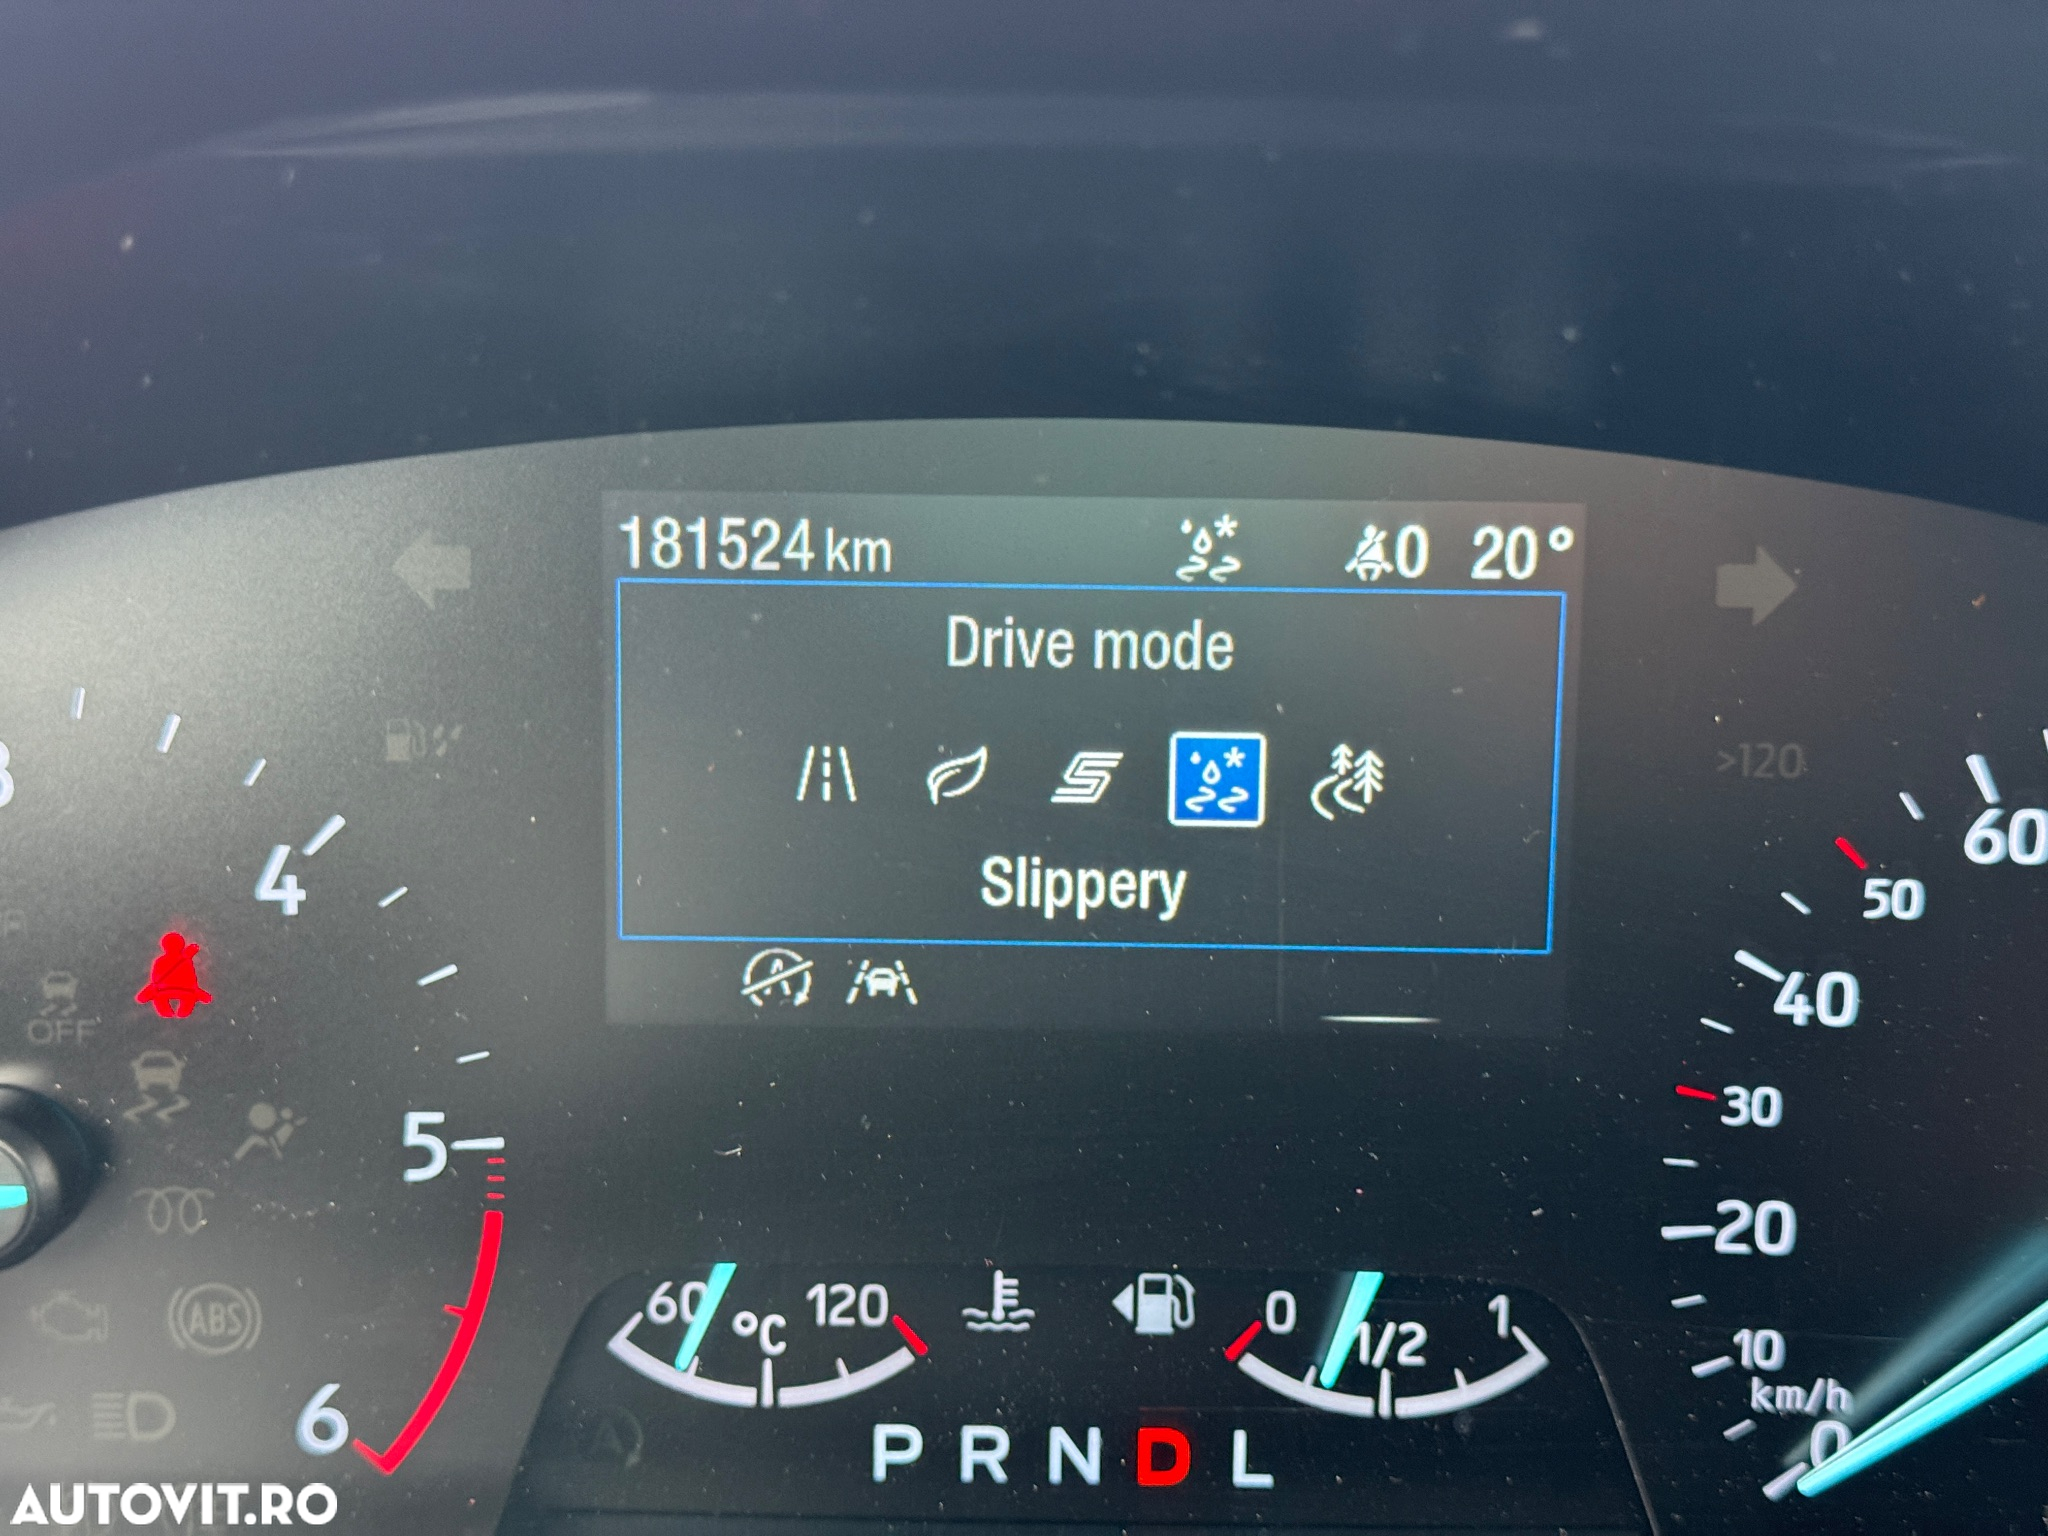 181524 km 0 20°
Drive mode
Slippery
4
5
6
OFF
ABS
>120
60
50
40
30
20
10
km/h
0
60 °C 120
0 1/2 1
P R N D L
AUTOVIT.RO